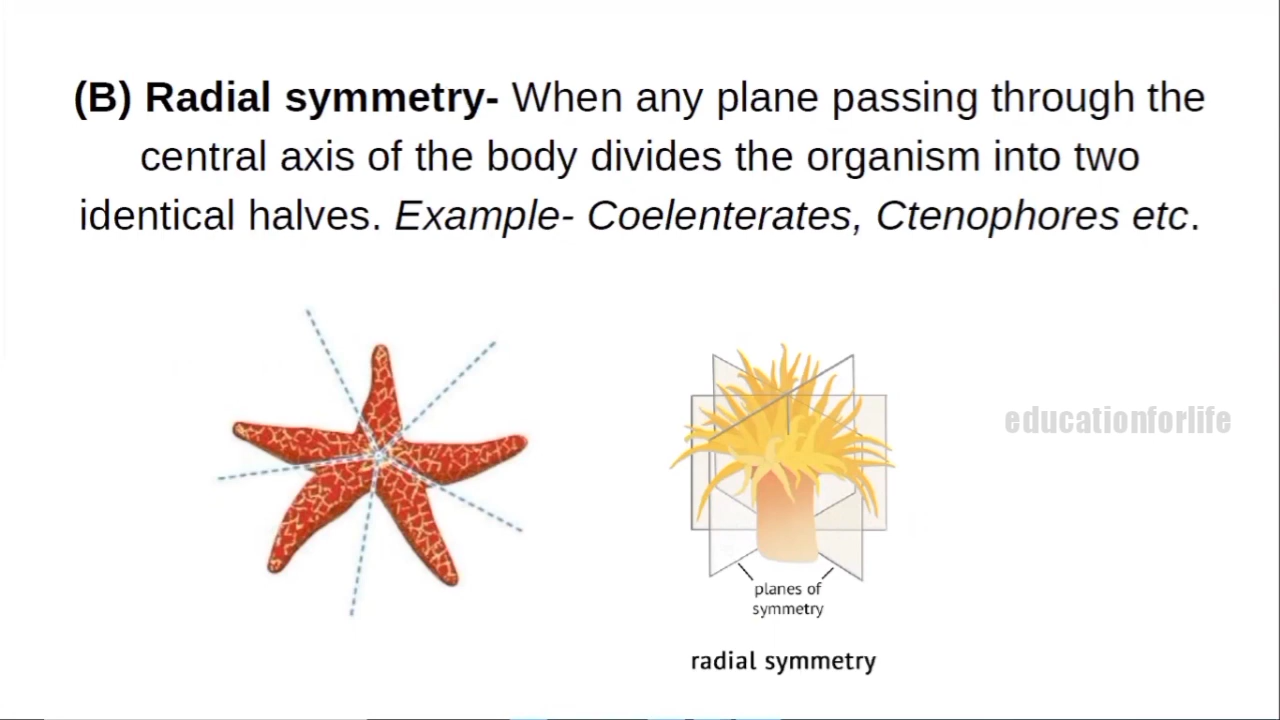 (B) Radial symmetry- When any plane passing through the
central axis of the body divides the organism into two
identical halves. Example- Coelenterates, Ctenophores etc.
educationforlife
planes of
symmetry
radial symmetry